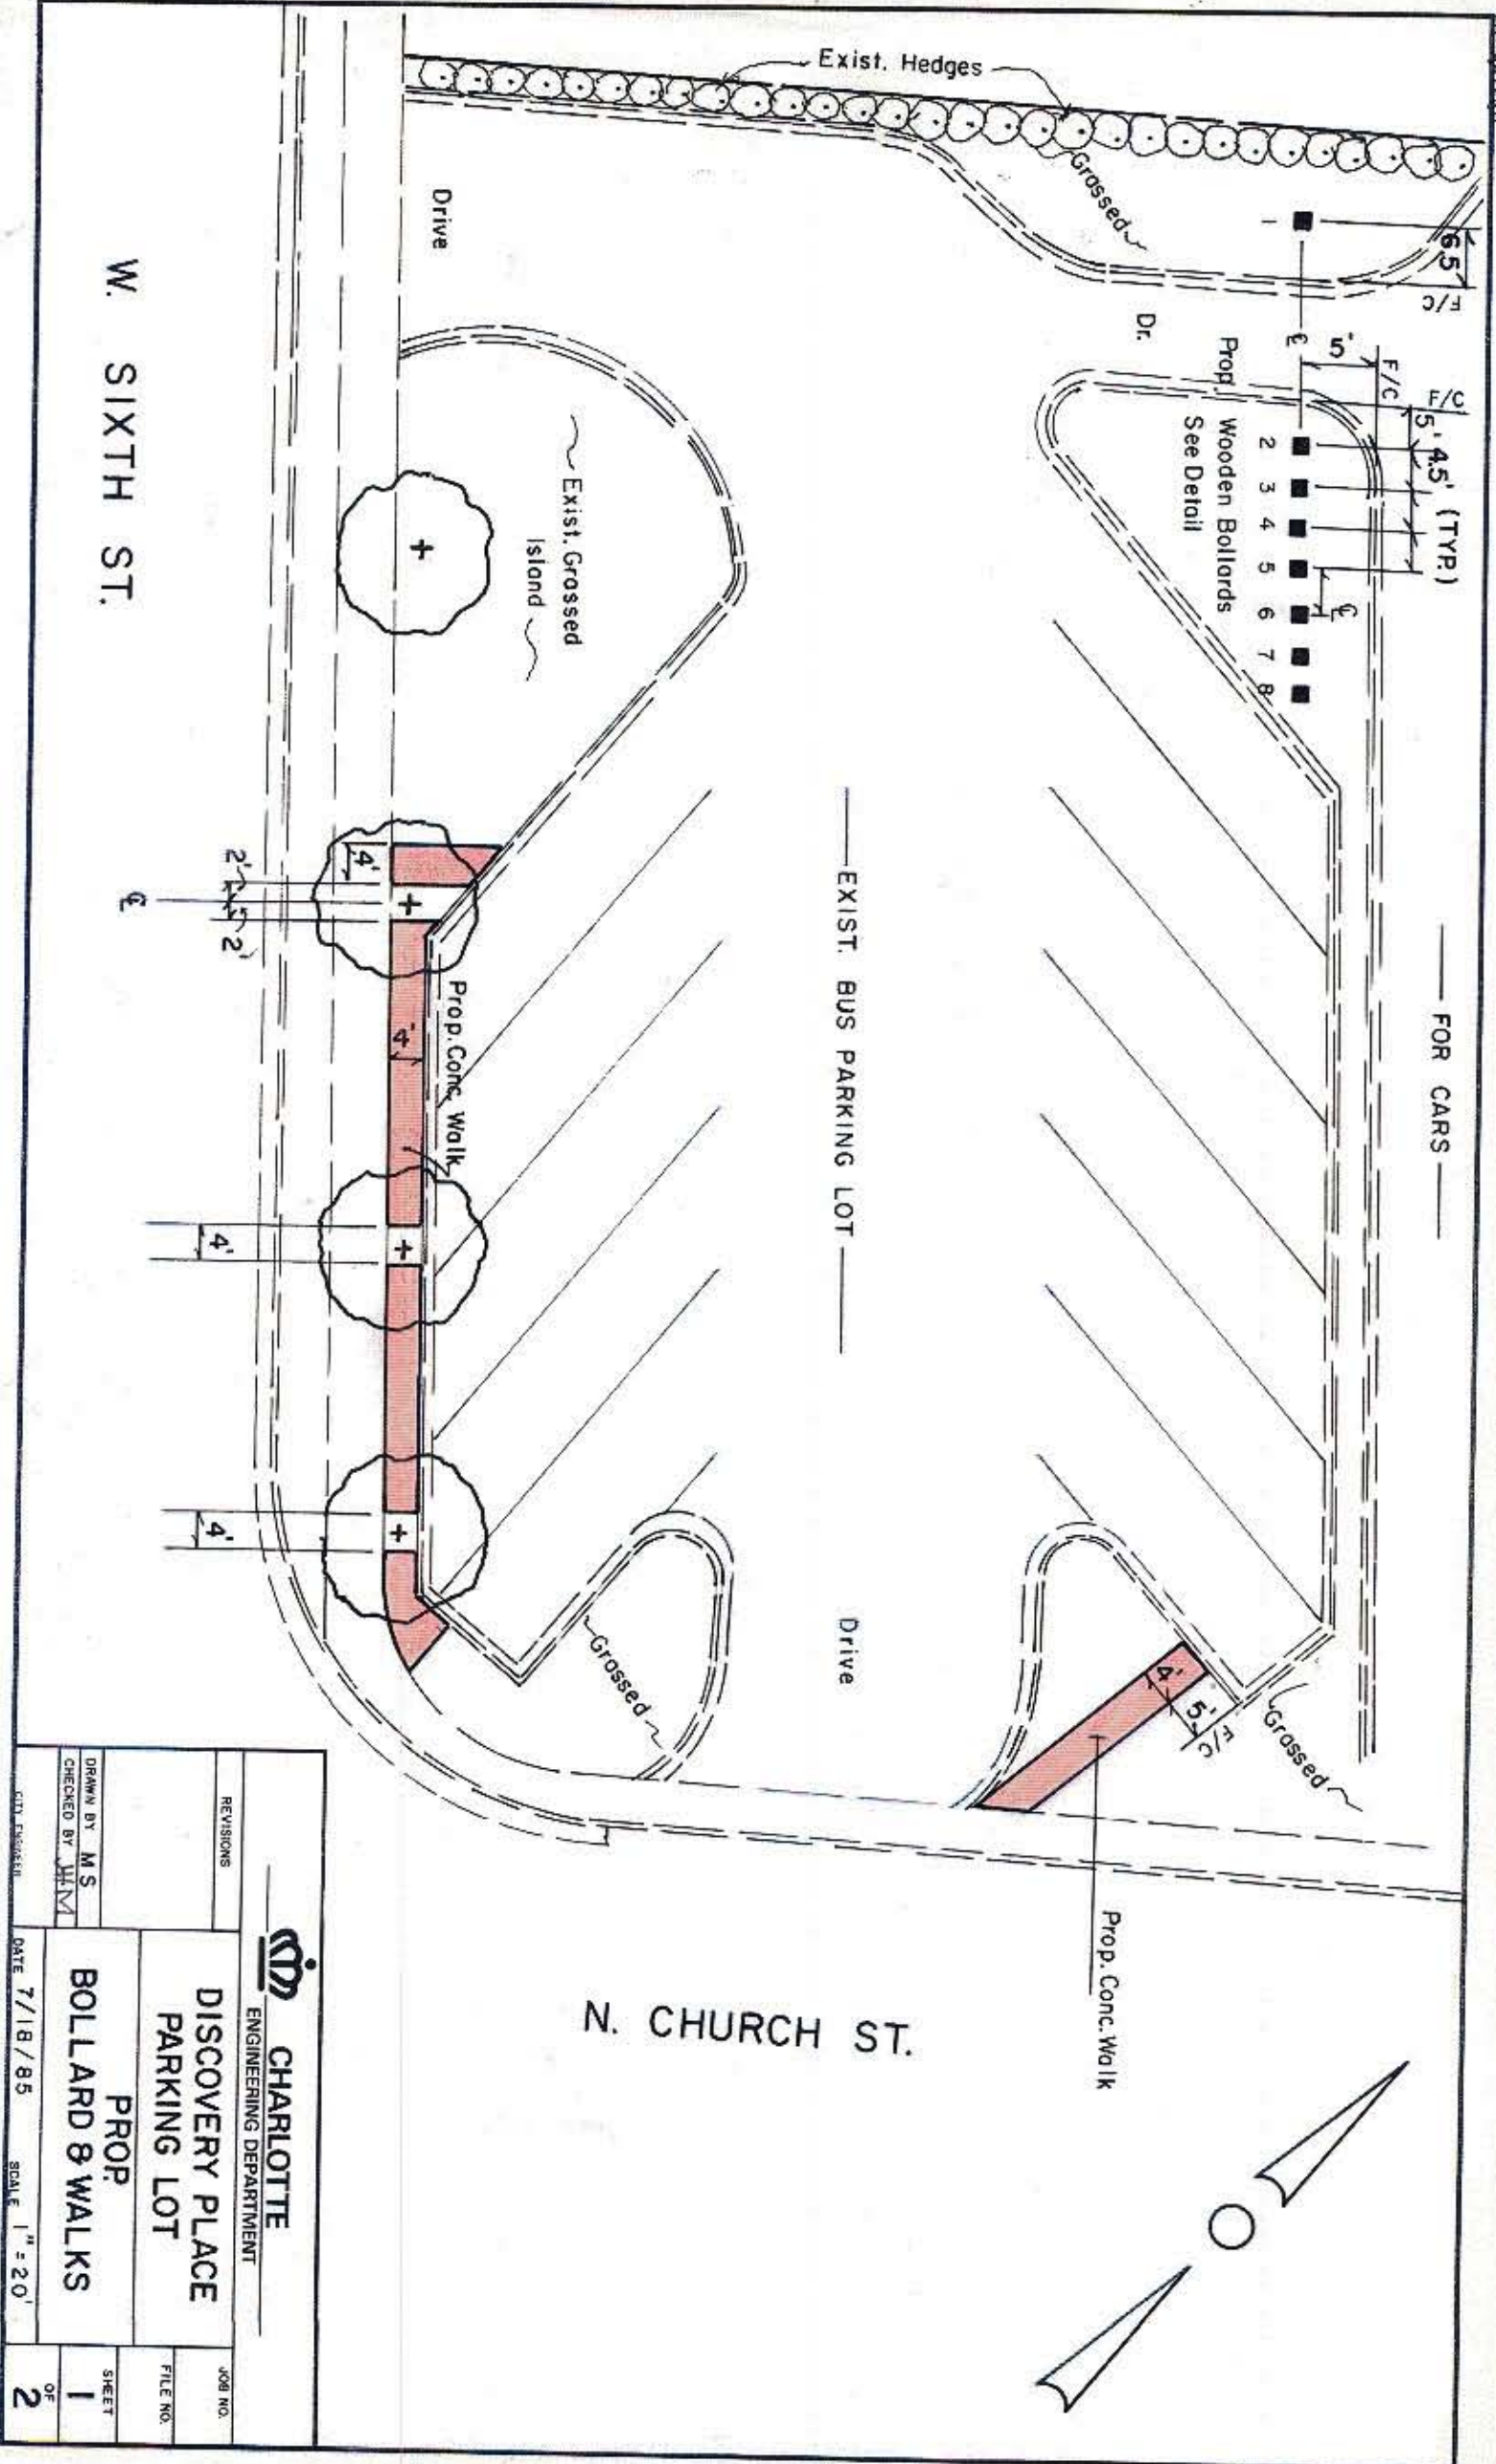 Exist. Hedges
Grassed
1
6.5'
F/C
Drive
Dr.
℄
5'
F/C
F/C
5'
4.5' (TYP.)
Prop. Wooden Bollards
See Detail
2
3
4
5
6
7
8
℄
FOR CARS
Exist. Grassed
Island
W. SIXTH ST.
EXIST. BUS PARKING LOT
4'
2'
2'
℄
Prop. Conc. Walk
4'
4'
4'
Grassed
Drive
4'
5'
F/C
Grassed
Prop. Conc. Walk
N. CHURCH ST.
CHARLOTTE
ENGINEERING DEPARTMENT
REVISIONS
DISCOVERY PLACE
PARKING LOT
JOB NO.
FILE NO.
PROP.
BOLLARD & WALKS
DRAWN BY MS
CHECKED BY JHM
CITY ENGINEER
DATE 7/18/85
SCALE 1"=20'
SHEET
1
OF
2